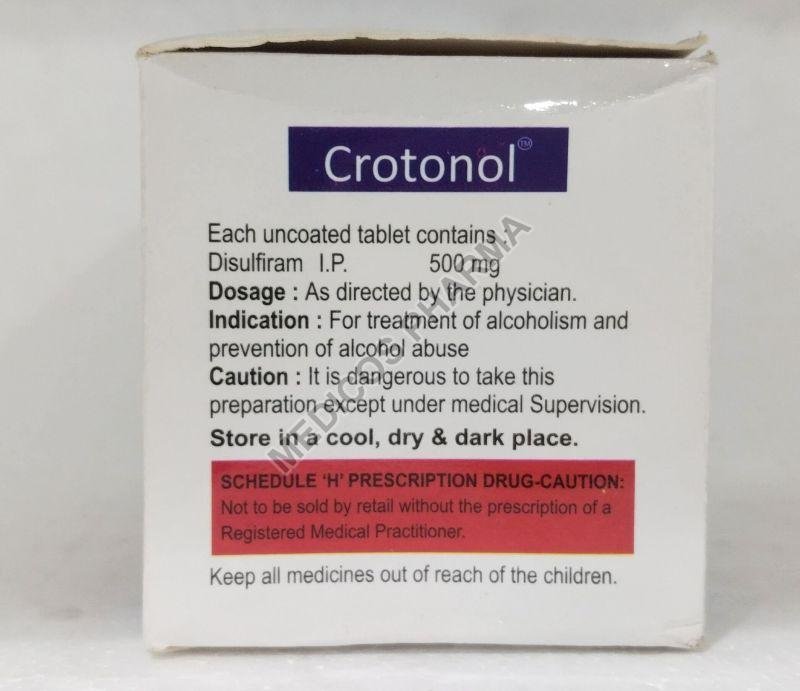 Crotonol™
Each uncoated tablet contains :
Disulfiram I.P. 500 mg
Dosage : As directed by the physician.
Indication : For treatment of alcoholism and
prevention of alcohol abuse
Caution : It is dangerous to take this
preparation except under medical Supervision.
Store in a cool, dry & dark place.
SCHEDULE 'H' PRESCRIPTION DRUG-CAUTION:
Not to be sold by retail without the prescription of a
Registered Medical Practitioner.
Keep all medicines out of reach of the children.
MEDICOS PHARMA